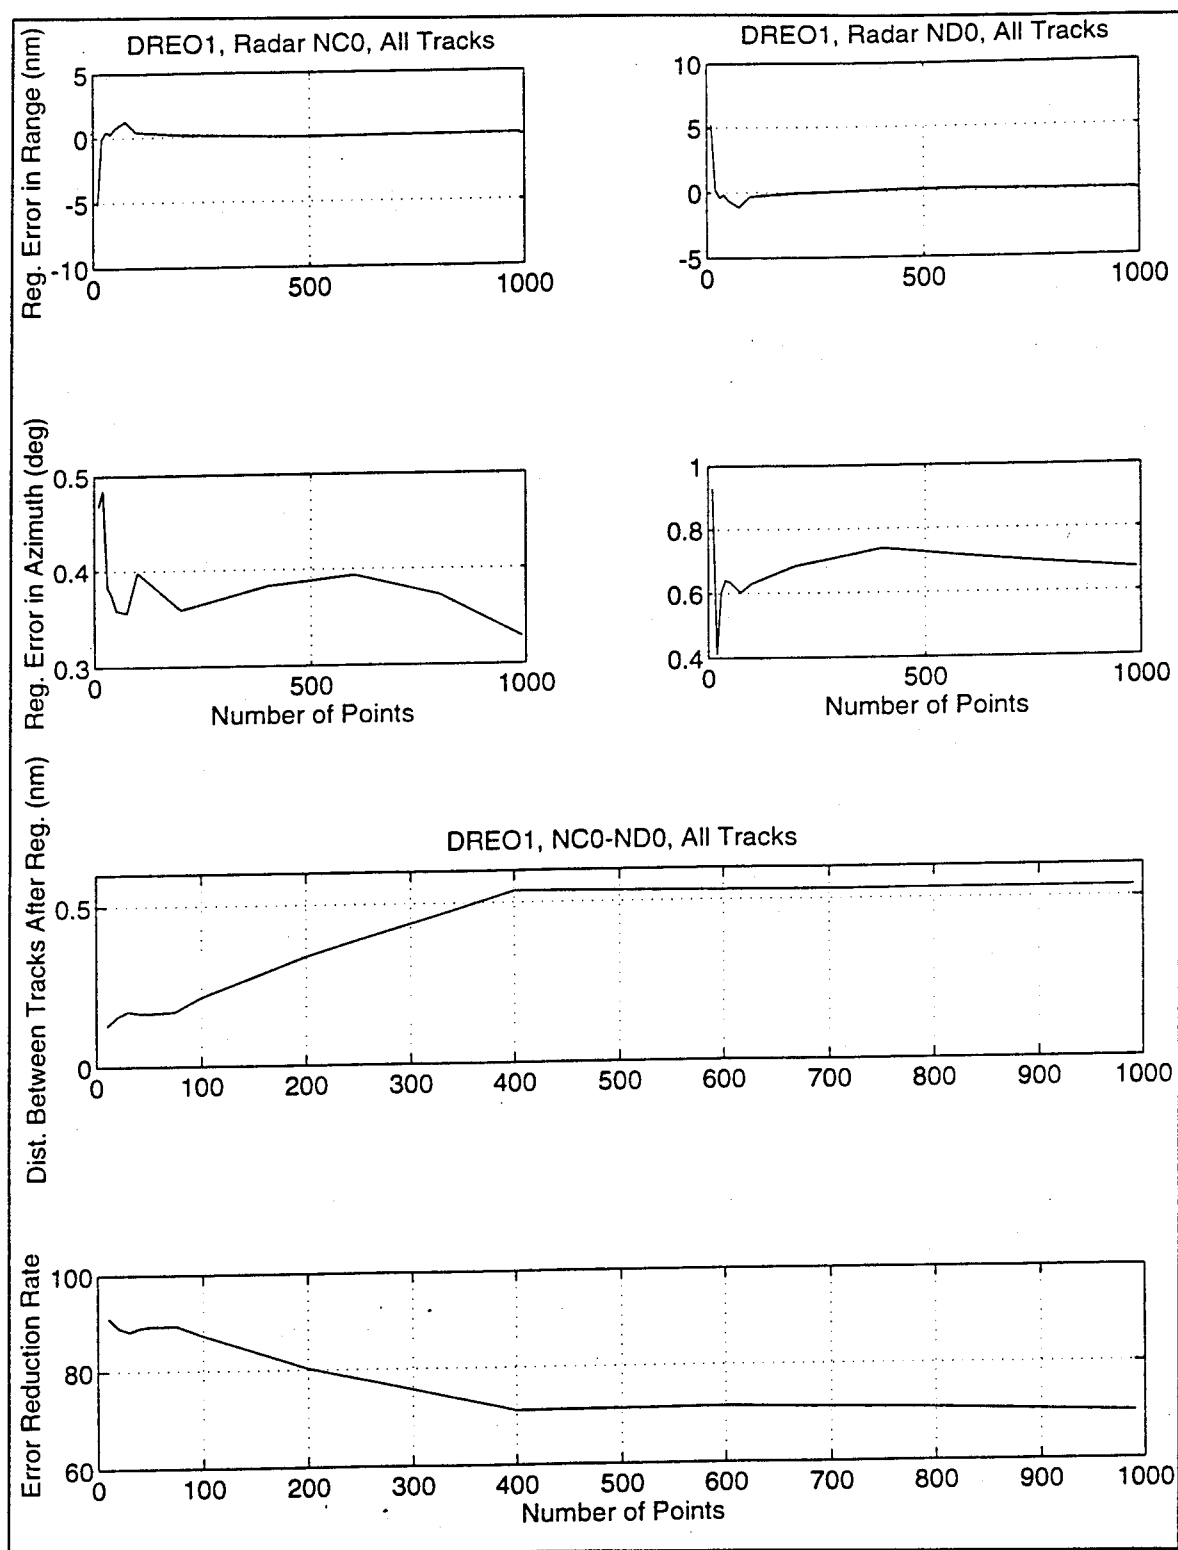 DREO1, Radar NC0, All Tracks
Reg. Error in Range (nm)
5
0
-5
-10
0 500 1000
DREO1, Radar ND0, All Tracks
10
5
0
-5
0 500 1000
Reg. Error in Azimuth (deg)
0.5
0.4
0.3
0 500 1000
Number of Points
1
0.8
0.6
0.4
0 500 1000
Number of Points
DREO1, NC0-ND0, All Tracks
Dist. Between Tracks After Reg. (nm)
0.5
0
0 100 200 300 400 500 600 700 800 900 1000
Error Reduction Rate
100
80
60
0 100 200 300 400 500 600 700 800 900 1000
Number of Points